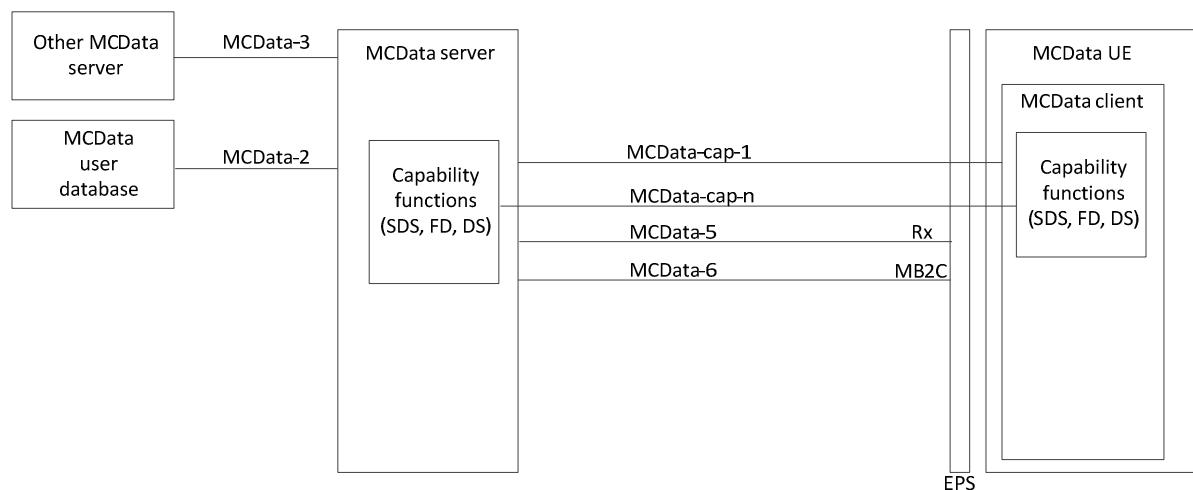 Other MCData
server
MCData-3
MCData
user
database
MCData-2
MCData server
Capability
functions
(SDS, FD, DS)
MCData-cap-1
MCData-cap-n
MCData-5
Rx
MCData-6
MB2C
EPS
MCData UE
MCData client
Capability
functions
(SDS, FD, DS)